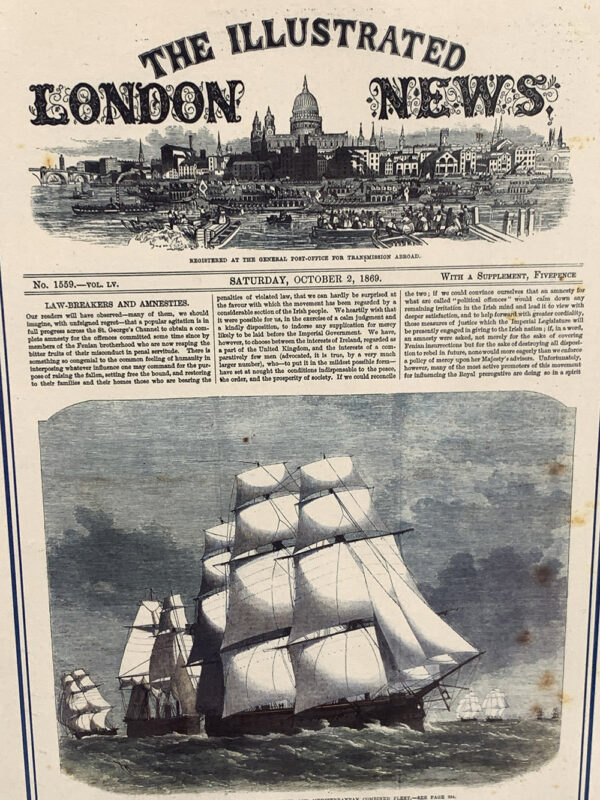 THE ILLUSTRATED
LONDON NEWS.
REGISTERED AT THE GENERAL POST-OFFICE FOR TRANSMISSION ABROAD.
No. 1559.—VOL. LV.
SATURDAY, OCTOBER 2, 1869.
WITH A SUPPLEMENT, FIVEPENCE
LAW-BREAKERS AND AMNESTIES.
Our readers will have observed—many of them, we should
imagine, with unfeigned regret—that a popular agitation is in
full progress across the St. George's Channel to obtain a com-
plete amnesty for the offences committed some time since by
members of the Fenian brotherhood who are now reaping the
bitter fruits of their misconduct in penal servitude. There is
something so congenial to the common feeling of humanity in
interposing whatever influence one may command for the pur-
pose of raising the fallen, setting free the bound, and restoring
to their families and their homes those who are bearing the
penalties of violated law, that we can hardly be surprised at
the favour with which the movement has been regarded by a
considerable section of the Irish people. We heartily wish that
it were possible for us, in the exercise of a calm judgment and
a kindly disposition, to indorse any supplication for mercy
likely to be laid before the Imperial Government. We have,
however, to choose between the interests of Ireland, regarded as
a part of the United Kingdom, and the interests of a com-
paratively few men (advocated, it is true, by a very much
larger number), who—to put it in the mildest possible form—
have set at nought the conditions indispensable to the peace,
the order, and the prosperity of society. If we could reconcile
the two; if we could convince ourselves that an amnesty for
what are called "political offences" would calm down any
remaining irritation in the Irish mind and lead it to view with
deeper satisfaction, and to help forward with greater cordiality,
those measures of justice which the Imperial Legislature will
be presently engaged in giving to the Irish nation; if, in a word,
an amnesty were asked, not merely for the sake of covering
Fenian insurrections but for the sake of destroying all disposi-
tion to rebel in future, none would more eagerly than we enforce
a policy of mercy upon her Majesty's advisers. Unfortunately,
however, many of the most active promoters of this movement
for influencing the Royal prerogative are doing so in a spirit
MEDITERRANEAN COMBINED FLEET.—SEE PAGE